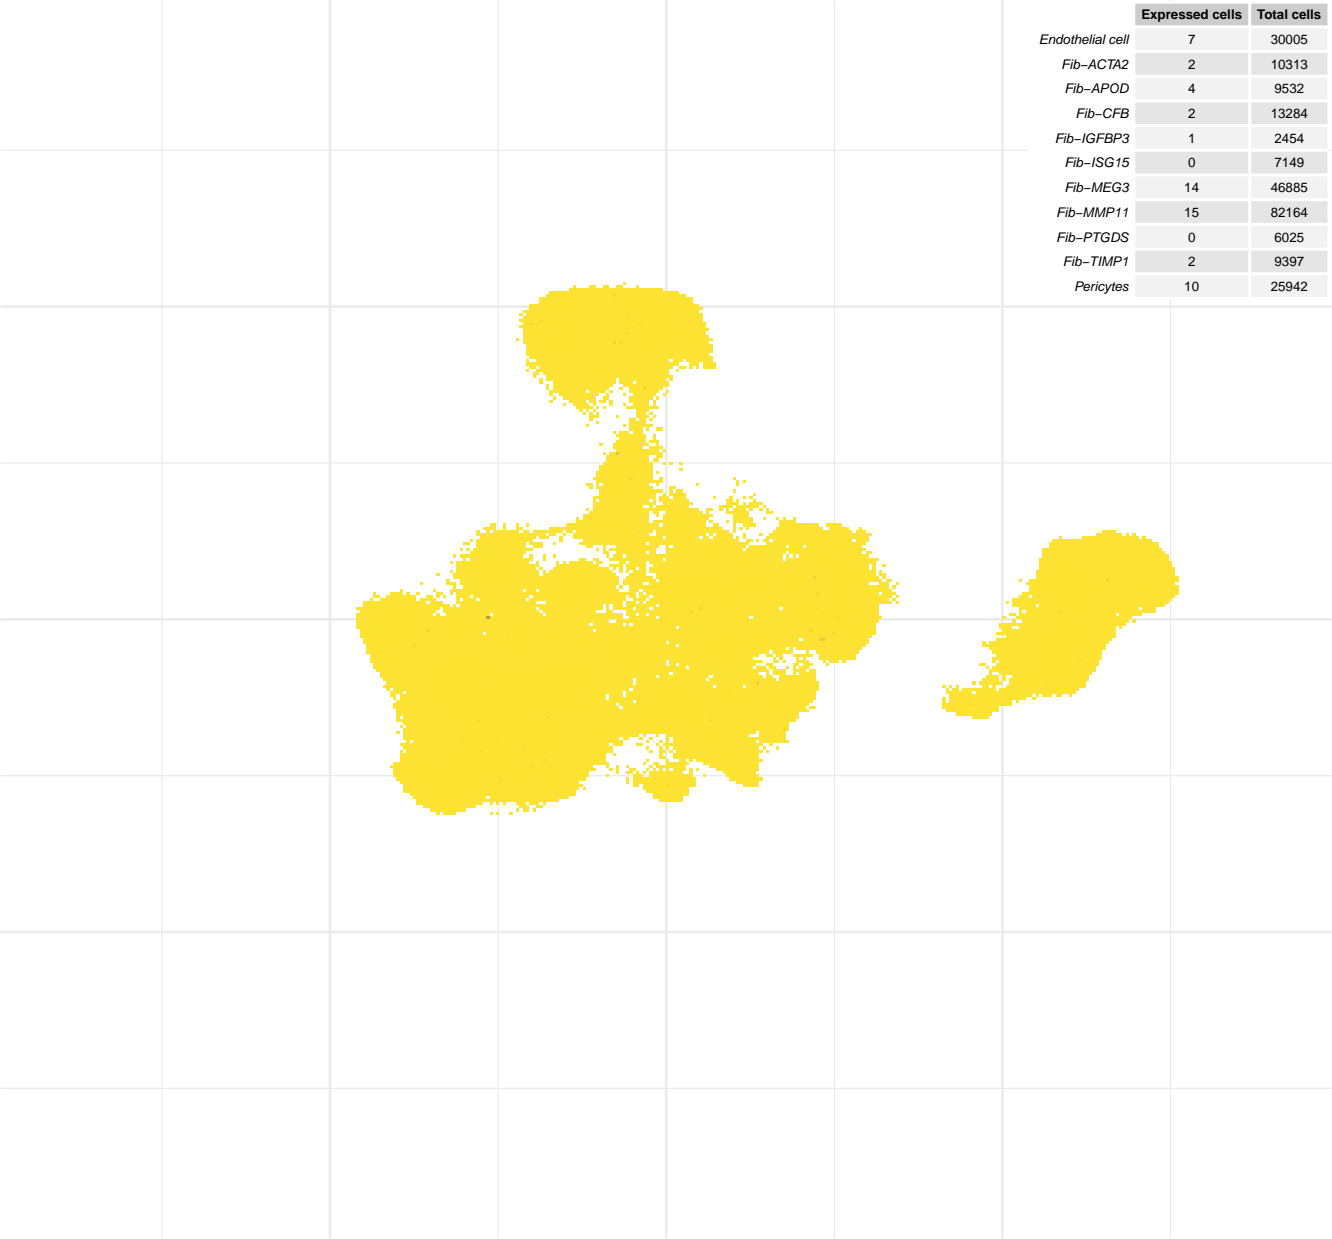 Expressed cells Total cells
Endothelial cell 7 30005
Fib−ACTA2 2 10313
Fib−APOD 4 9532
Fib−CFB 2 13284
Fib−IGFBP3 1 2454
Fib−ISG15 0 7149
Fib−MEG3 14 46885
Fib−MMP11 15 82164
Fib−PTGDS 0 6025
Fib−TIMP1 2 9397
Pericytes 10 25942